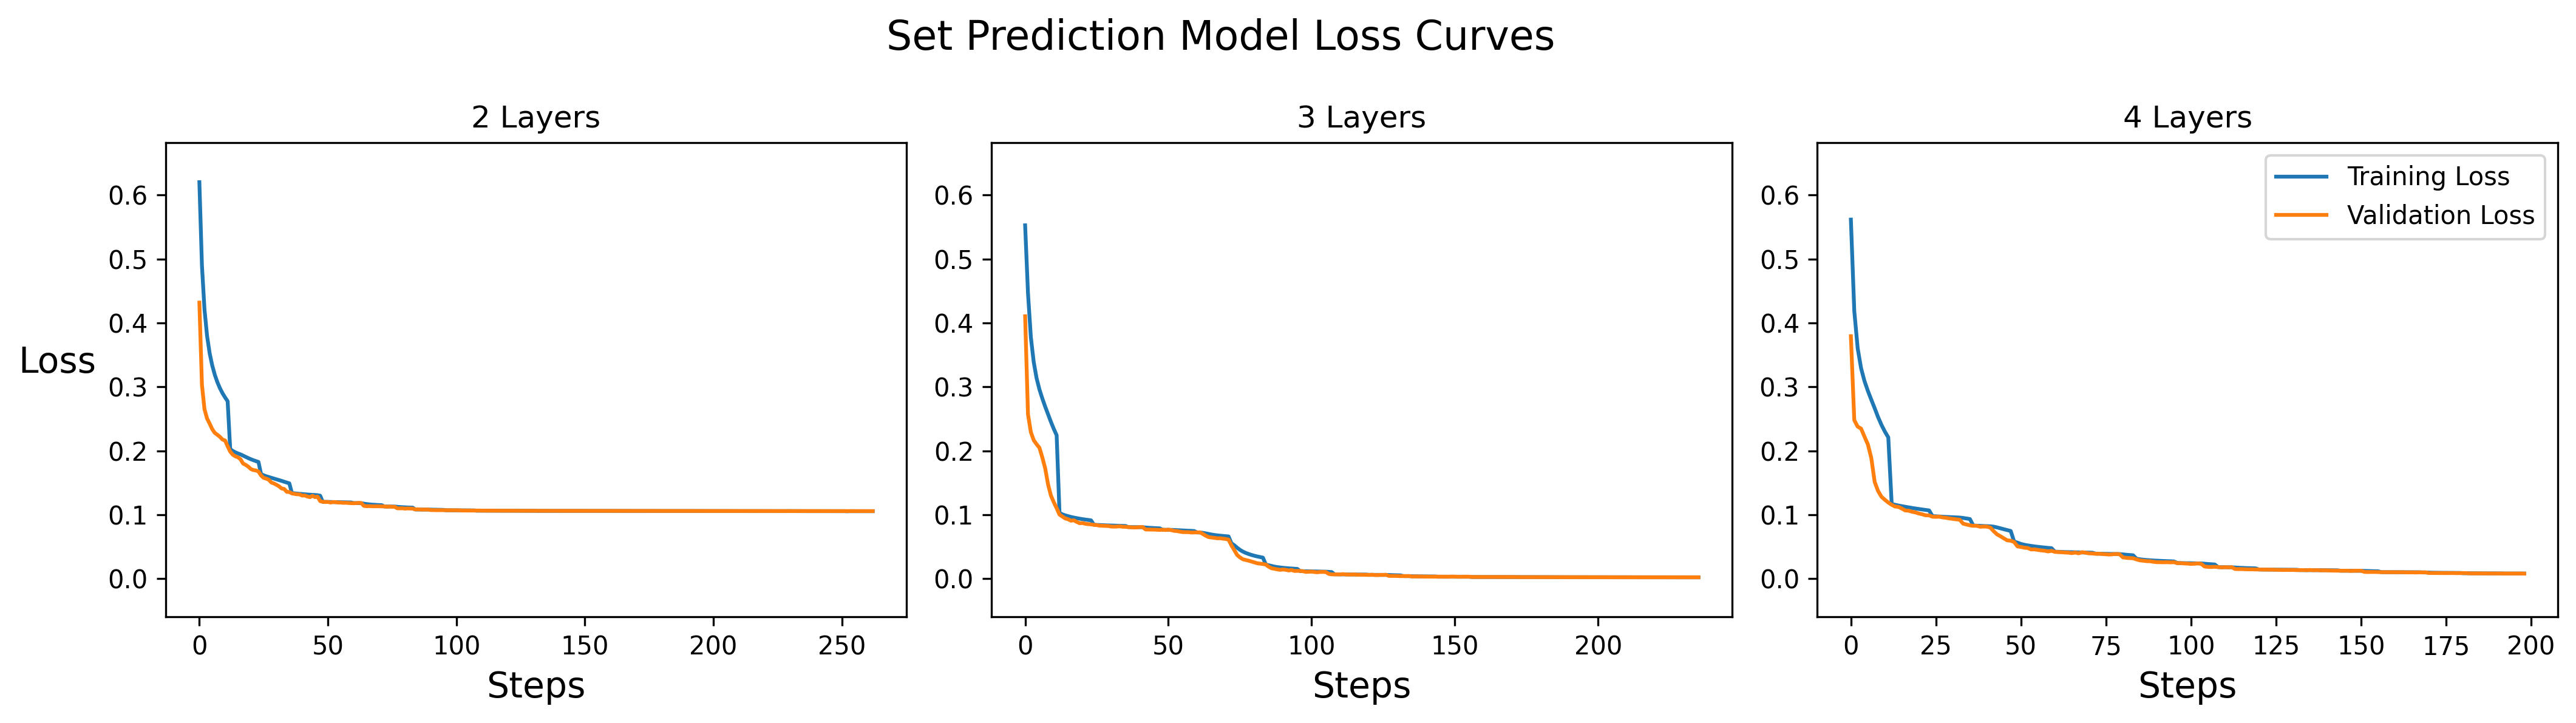 Set Prediction Model Loss Curves
2 Layers
3 Layers
4 Layers
Loss
0.6
0.5
0.4
0.3
0.2
0.1
0.0
0 50 100 150 200 250
Steps
0.6
0.5
0.4
0.3
0.2
0.1
0.0
0 50 100 150 200
Steps
0.6
0.5
0.4
0.3
0.2
0.1
0.0
Training Loss
Validation Loss
0 25 50 75 100 125 150 175 200
Steps